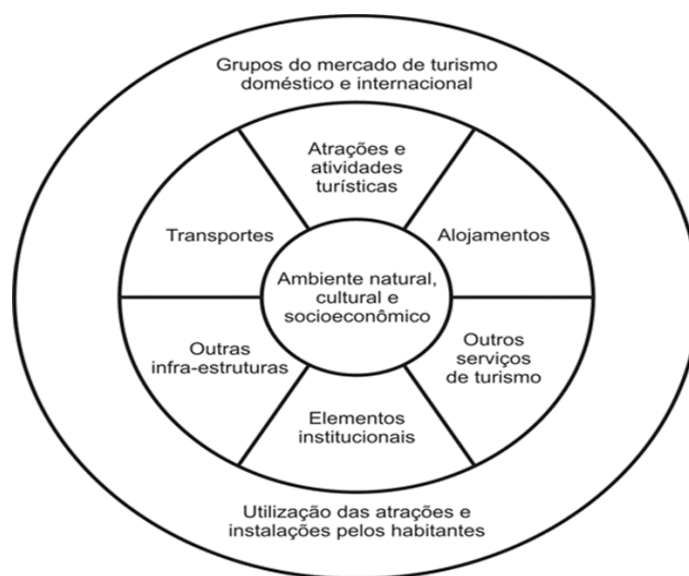 Grupos do mercado de turismo
doméstico e internacional
Atrações e
atividades
turísticas
Transportes
Alojamentos
Ambiente natural,
cultural e
socioeconômico
Outras
infra-estruturas
Outros
serviços
de turismo
Elementos
institucionais
Utilização das atrações e
instalações pelos habitantes